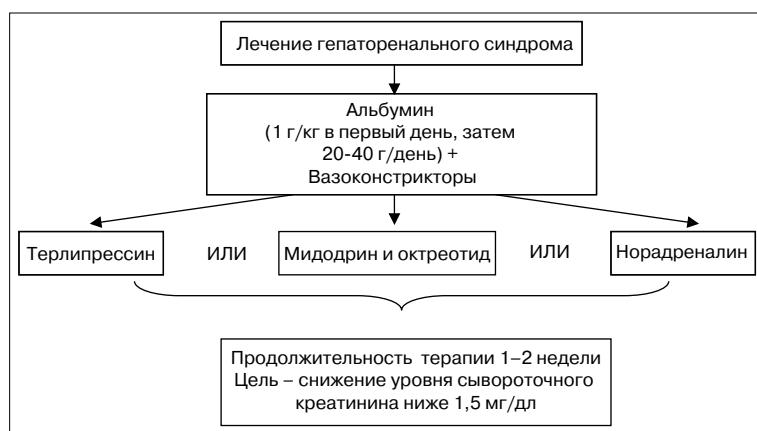 Лечение гепаторенального синдрома
Альбумин
(1 г/кг в первый день, затем
20-40 г/день) +
Вазоконстрикторы
Терлипрессин ИЛИ Мидодрин и октреотид ИЛИ Норадреналин
Продолжительность терапии 1–2 недели
Цель – снижение уровня сывороточного
креатинина ниже 1,5 мг/дл